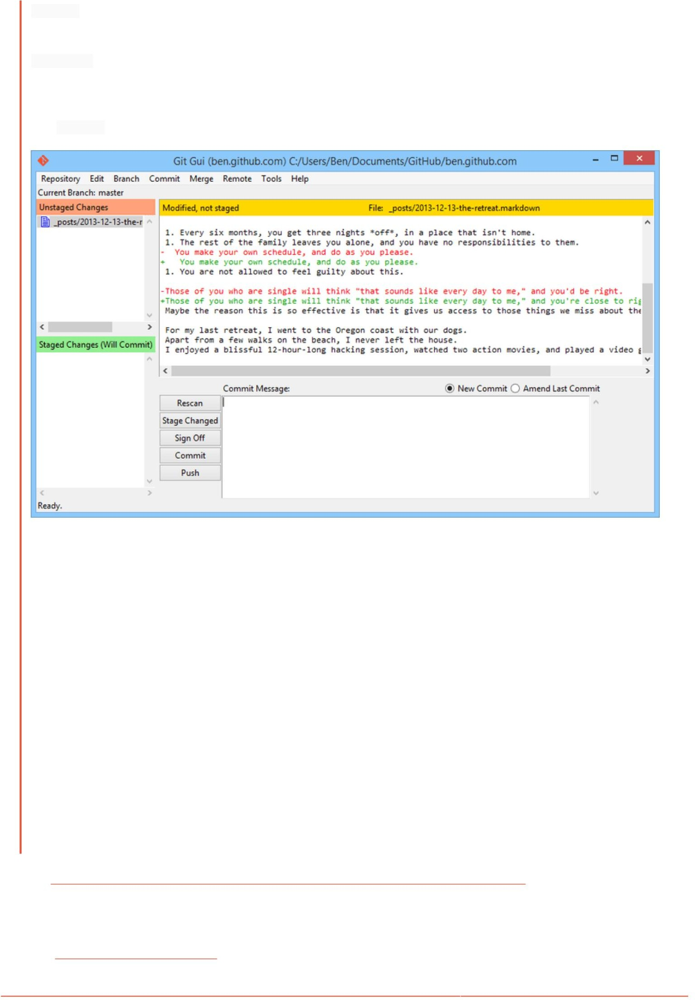 Git Gui (ben.github.com) C:/Users/Ben/Documents/GitHub/ben.github.com
Repository Edit Branch Commit Merge Remote Tools Help
Current Branch: master
Unstaged Changes
_posts/2013-12-13-the-r
Staged Changes (Will Commit)
Modified, not staged File: _posts/2013-12-13-the-retreat.markdown
1. Every six months, you get three nights *off*, in a place that isn't home.
1. The rest of the family leaves you alone, and you have no responsibilities to them.
- You make your own schedule, and do as you please.
+ You make your own schedule, and do as you please.
1. You are not allowed to feel guilty about this.
-Those of you who are single will think "that sounds like every day to me," and you'd be right.
+Those of you who are single will think "that sounds like every day to me," and you're close to rig
Maybe the reason this is so effective is that it gives us access to those things we miss about the
For my last retreat, I went to the Oregon coast with our dogs.
Apart from a few walks on the beach, I never left the house.
I enjoyed a blissful 12-hour-long hacking session, watched two action movies, and played a video g
Commit Message: New Commit Amend Last Commit
Rescan
Stage Changed
Sign Off
Commit
Push
Ready.